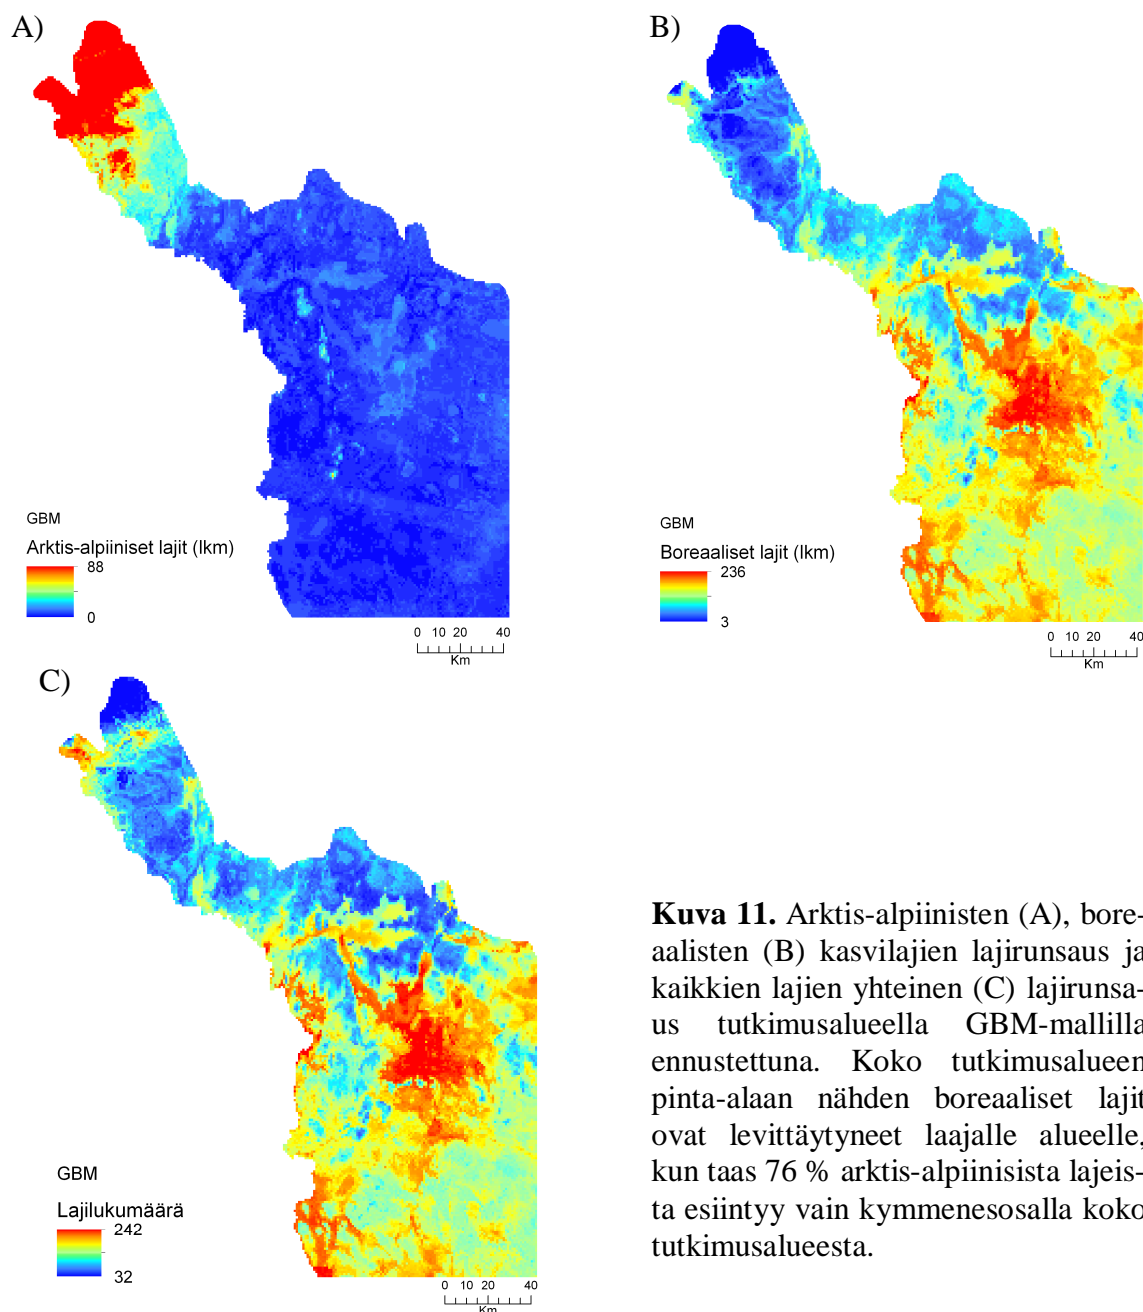 A)
GBM
Arktis-alpiiniset lajit (lkm)
88
0
0 10 20 40
Km
B)
GBM
Boreaaliset lajit (lkm)
236
3
0 10 20 40
Km
C)
GBM
Lajilukumäärä
242
32
0 10 20 40
Km
Kuva 11. Arktis-alpiinisten (A), bore-
aalisten (B) kasvilajien lajirunsaus ja
kaikkien lajien yhteinen (C) lajirunsa-
us tutkimusalueella GBM-mallilla
ennustettuna. Koko tutkimusalueen
pinta-alaan nähden boreaaliset lajit
ovat levittäytyneet laajalle alueelle,
kun taas 76 % arktis-alpiinisista lajeis-
ta esiintyy vain kymmenesosalla koko
tutkimusalueesta.